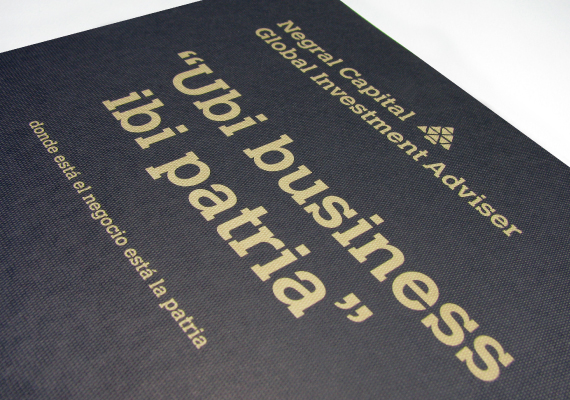 Negral Capital
Global Investment Adviser
“Ubi business
ibi patria”
donde está el negocio está la patria